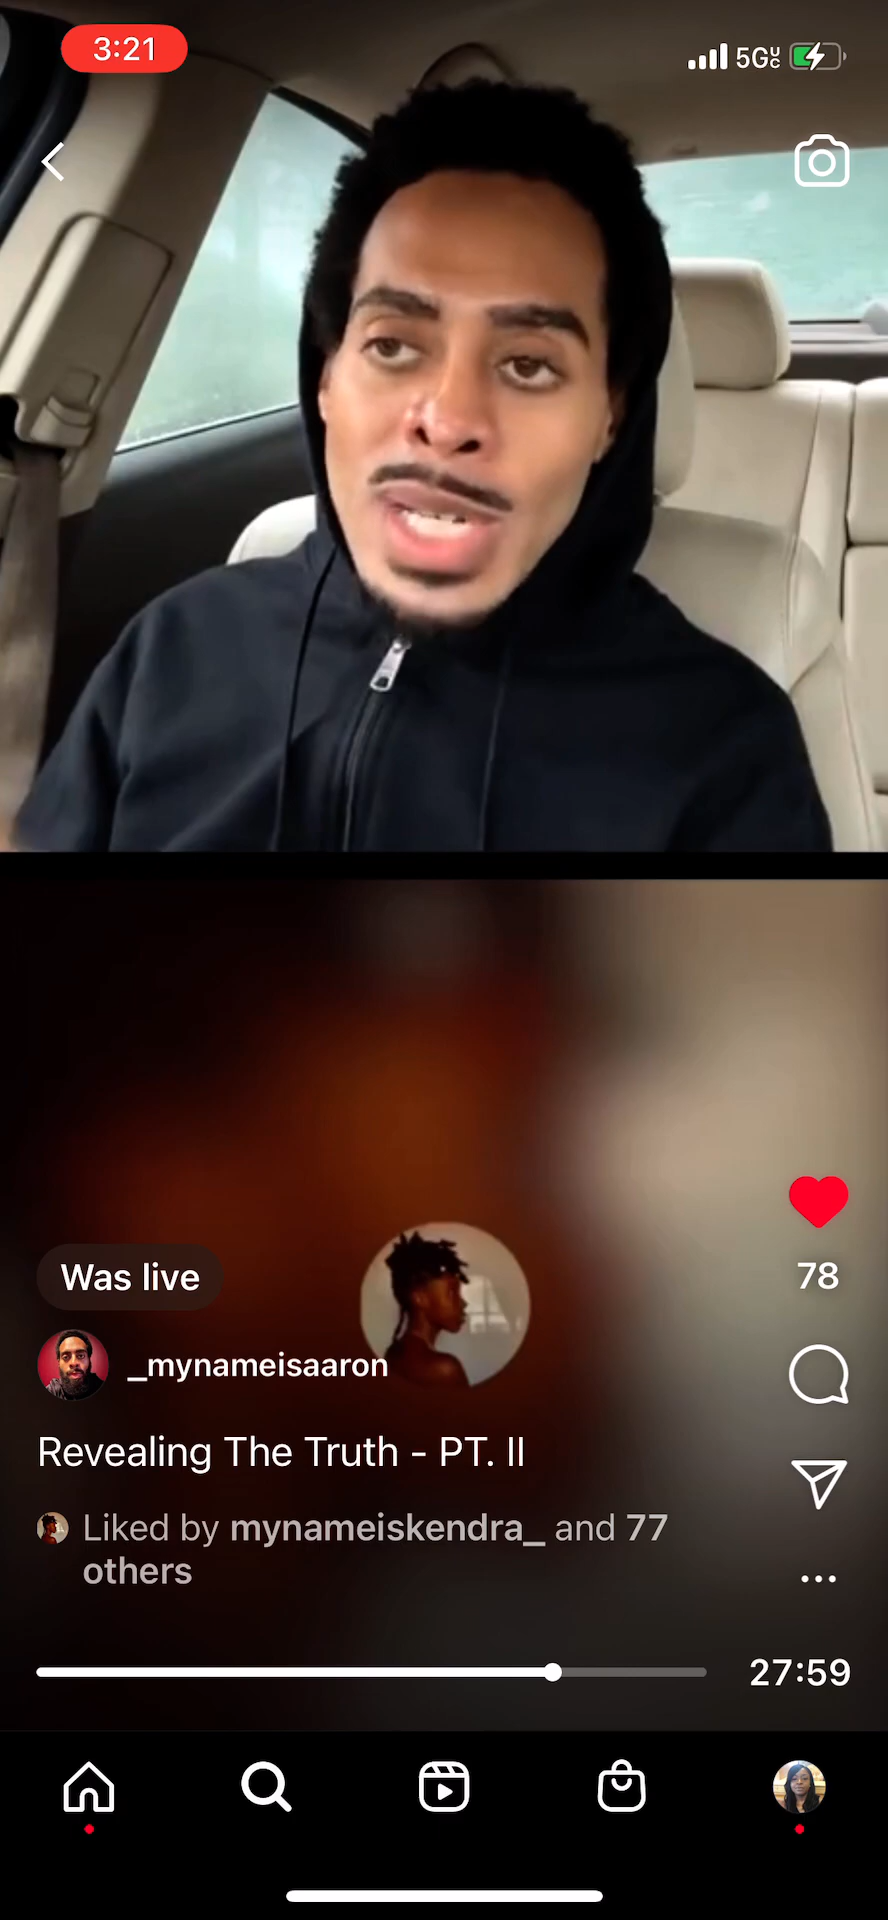 3:21
5GUC
Was live
_mynameisaaron
Revealing The Truth - PT. II
Liked by mynameiskendra_ and 77
others
78
27:59